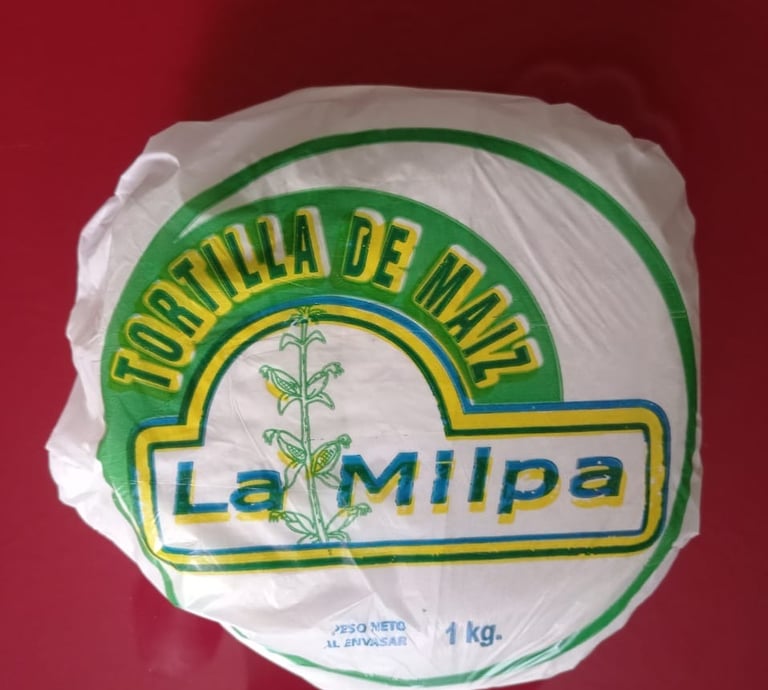 TORTILLA DE MAIZ
La Milpa
PESO NETO 1 kg.
AL ENVASAR